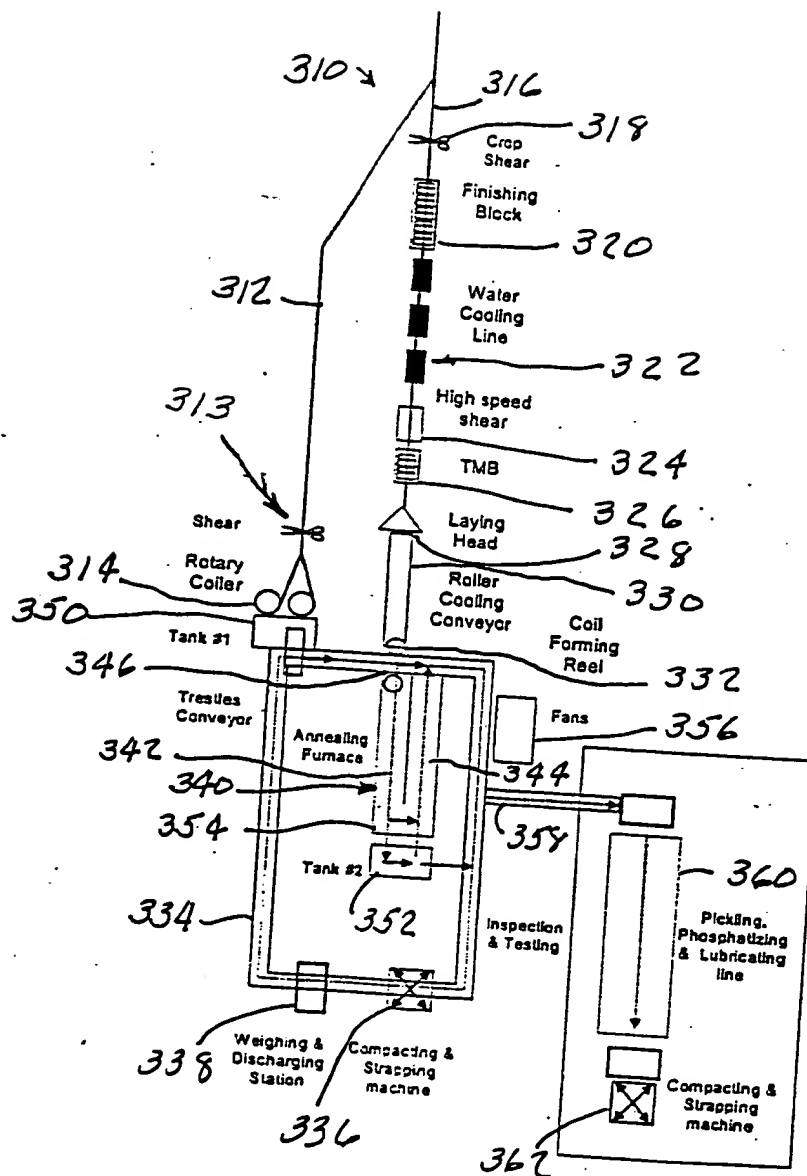 310
316
318
Crop
Shear
Finishing
Block
320
312
Water
Cooling
Line
322
313
High speed
shear
324
TMB
326
Shear
Laying
Head
328
314
Rotary
Coiler
Roller
Cooling
Conveyor
330
350
Tank #1
Coil
Forming
Reel
332
346
Trestles
Conveyor
Fans
356
342
Annealing
Furnace
344
340
354
358
Tank #2
352
360
334
Inspection
& Testing
Pickling.
Phosphatizing
& Lubricating
line
338
Weighing &
Discharging
Station
Compacting &
Strapping
machine
336
Compacting &
Strapping
machine
362